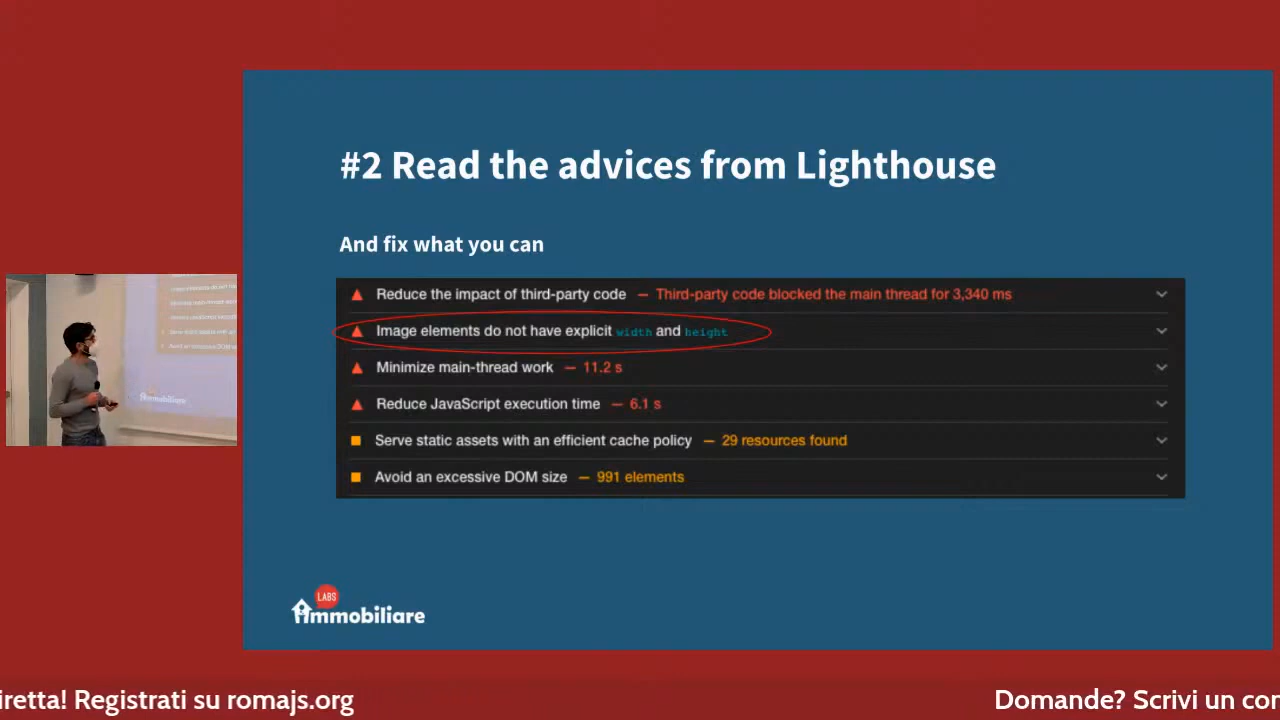 #2 Read the advices from Lighthouse
And fix what you can
Reduce the impact of third-party code — Third-party code blocked the main thread for 3,340 ms
Image elements do not have explicit width and height
Minimize main-thread work — 11.2 s
Reduce JavaScript execution time — 6.1 s
Serve static assets with an efficient cache policy — 29 resources found
Avoid an excessive DOM size — 991 elements
LABS
immobiliare
immobiliare
iretta! Registrati su romajs.org
Domande? Scrivi un con